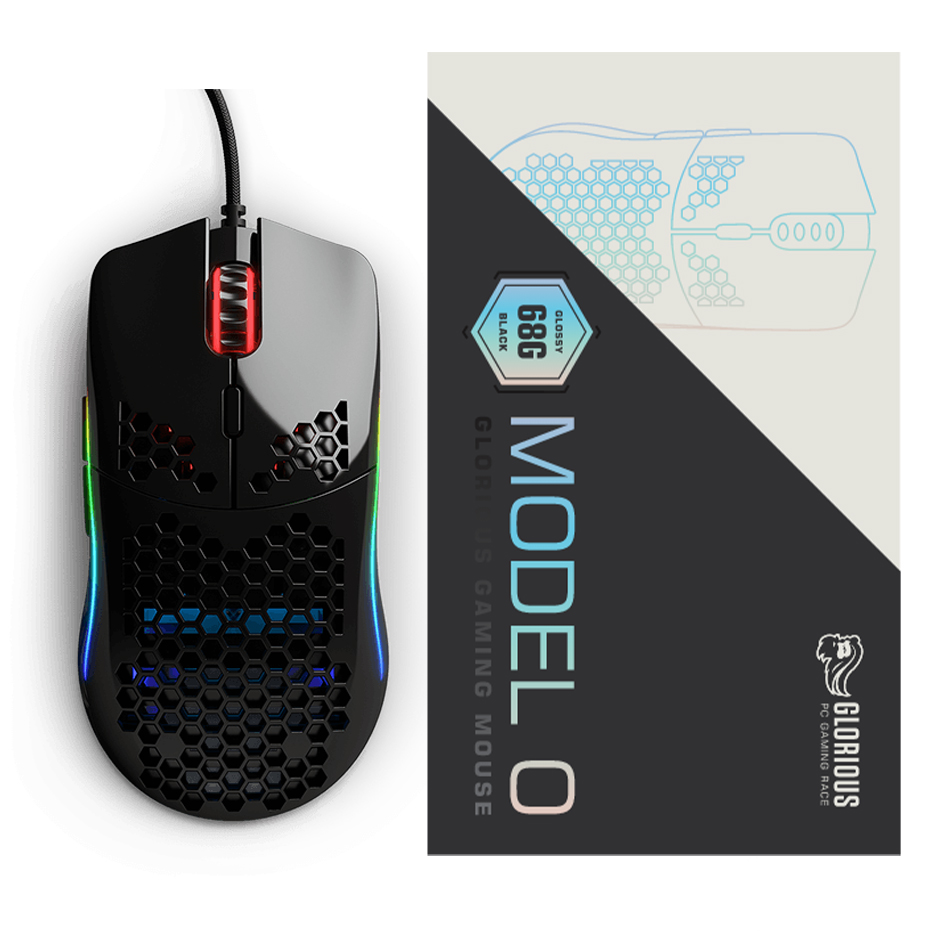 GLOSSY
68G
BLACK
MODEL O
GLORIOUS GAMING MOUSE
GLORIOUS
PC GAMING RACE